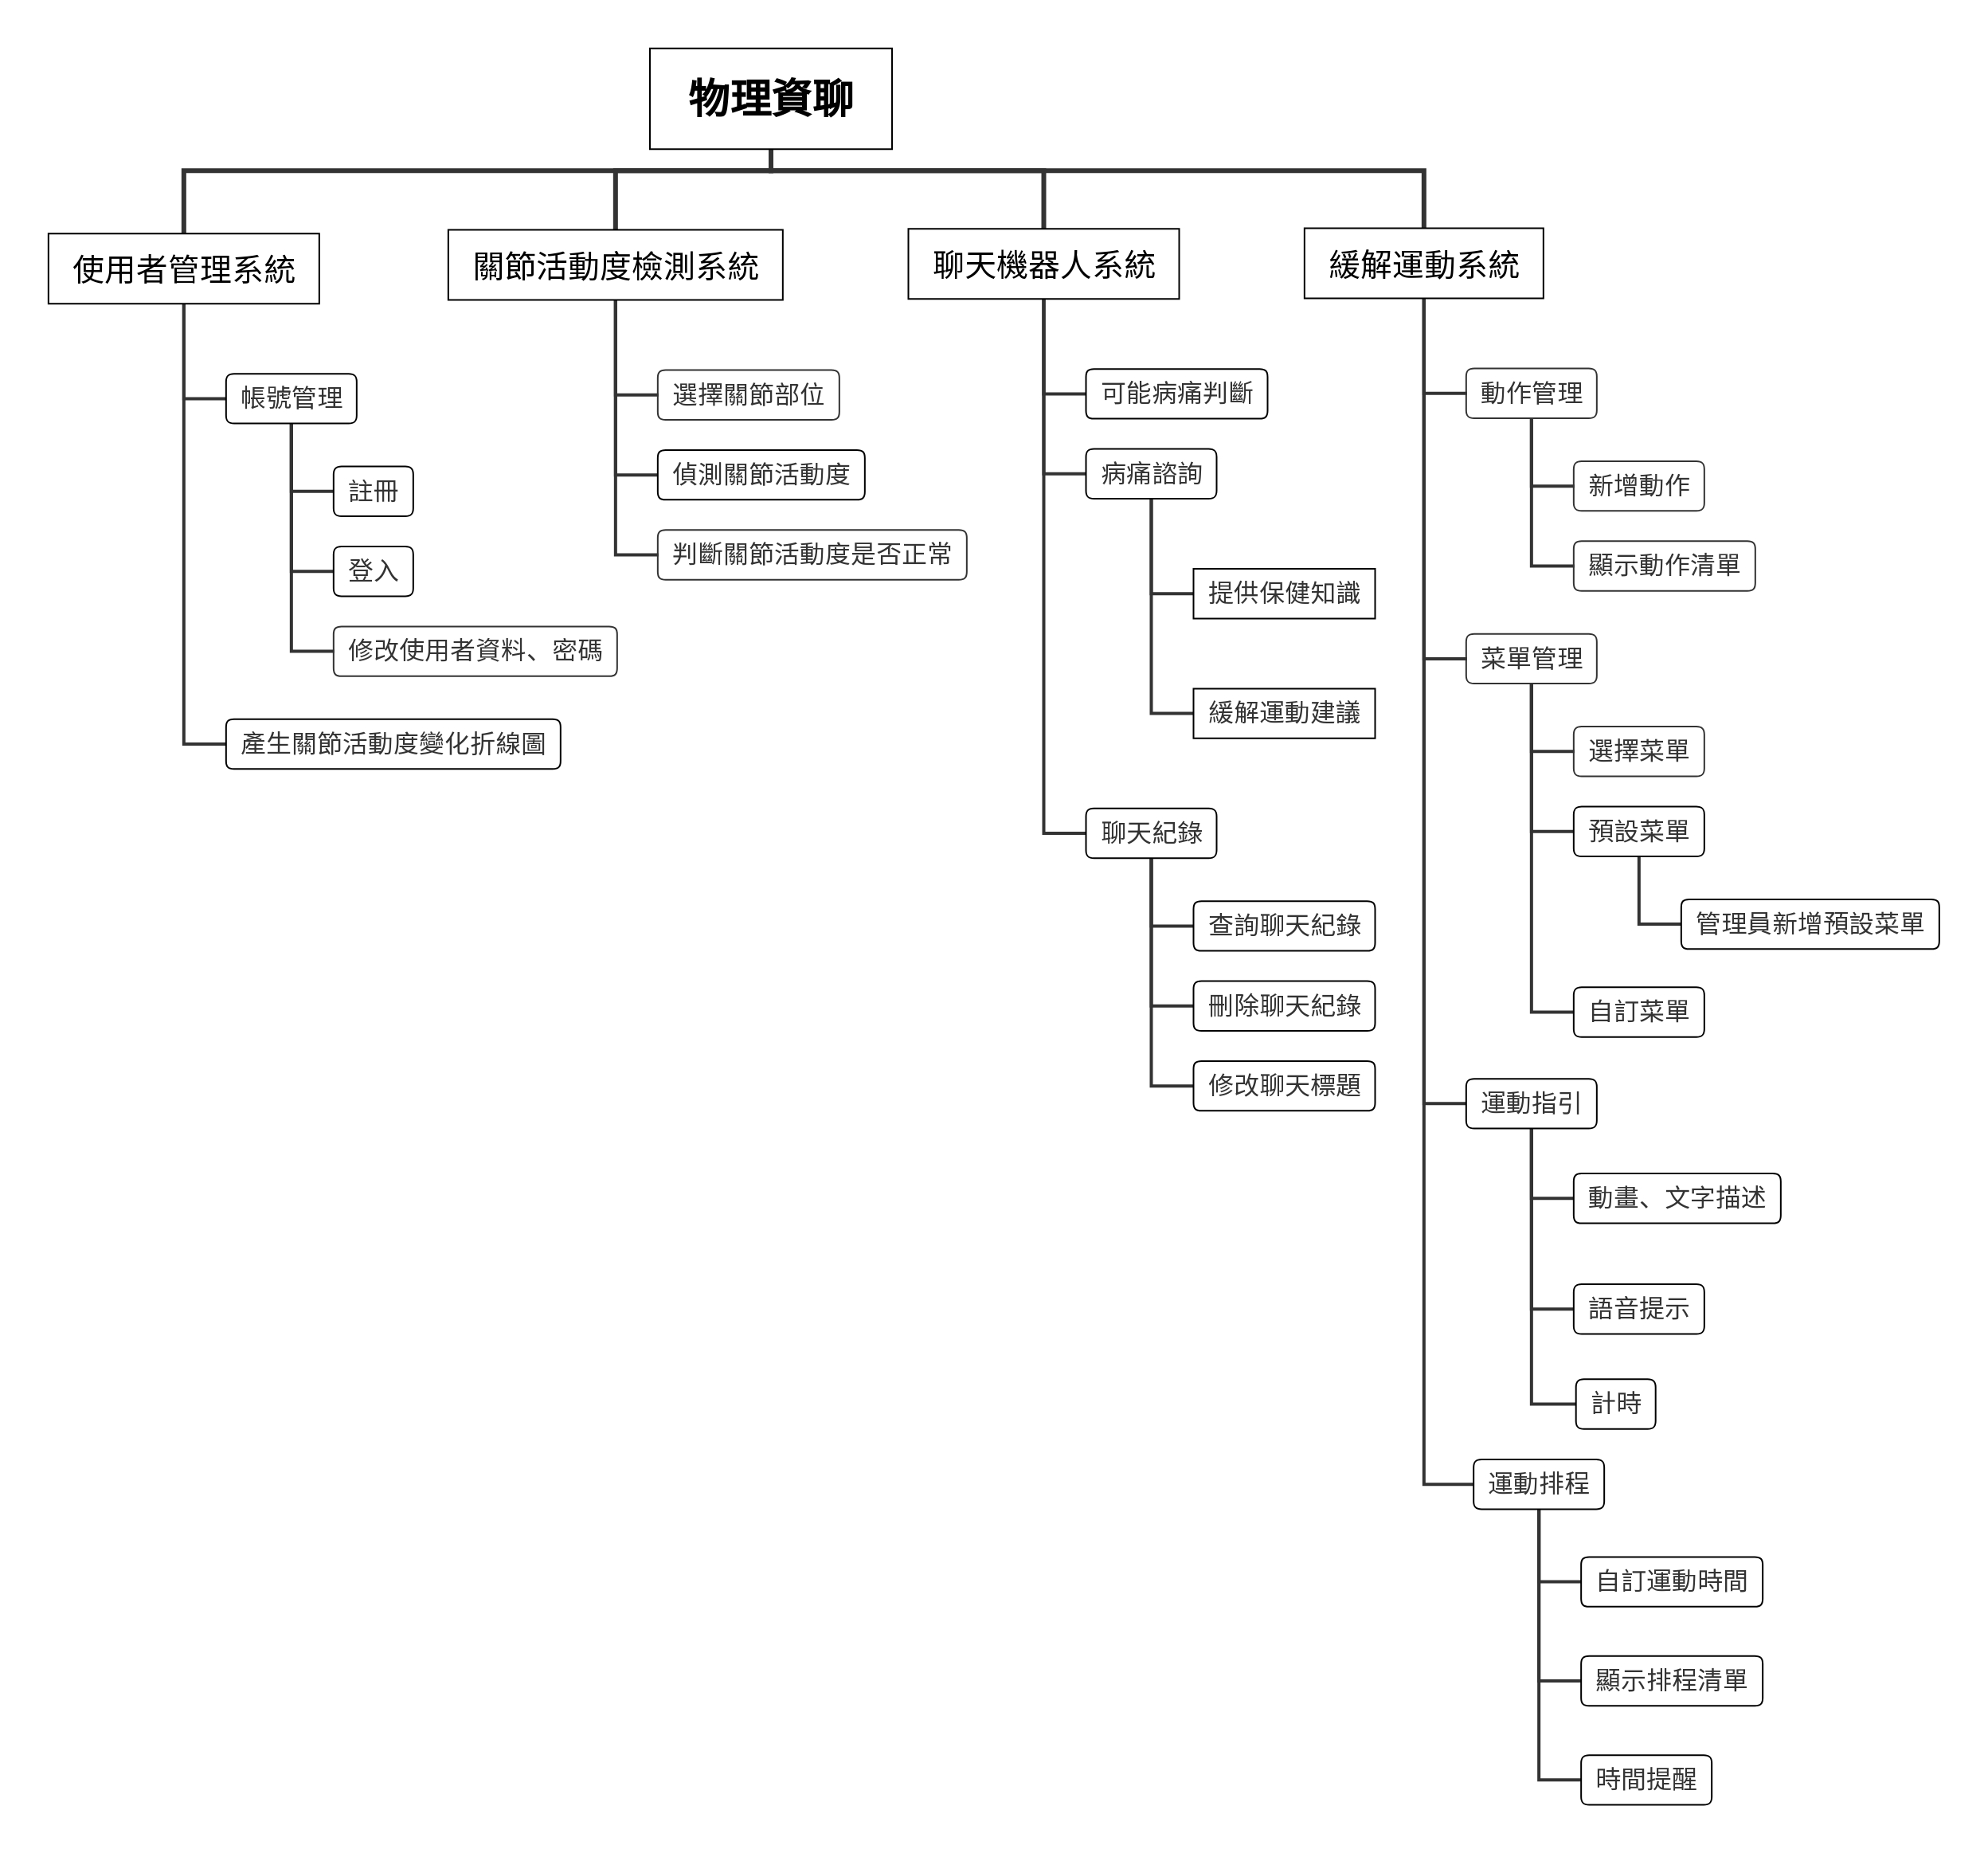 物理資聊
使用者管理系統
帳號管理
註冊
登入
修改使用者資料、密碼
產生關節活動度變化折線圖
關節活動度檢測系統
選擇關節部位
偵測關節活動度
判斷關節活動度是否正常
聊天機器人系統
可能病痛判斷
病痛諮詢
提供保健知識
緩解運動建議
聊天紀錄
查詢聊天紀錄
刪除聊天紀錄
修改聊天標題
緩解運動系統
動作管理
新增動作
顯示動作清單
菜單管理
選擇菜單
預設菜單
管理員新增預設菜單
自訂菜單
運動指引
動畫、文字描述
語音提示
計時
運動排程
自訂運動時間
顯示排程清單
時間提醒